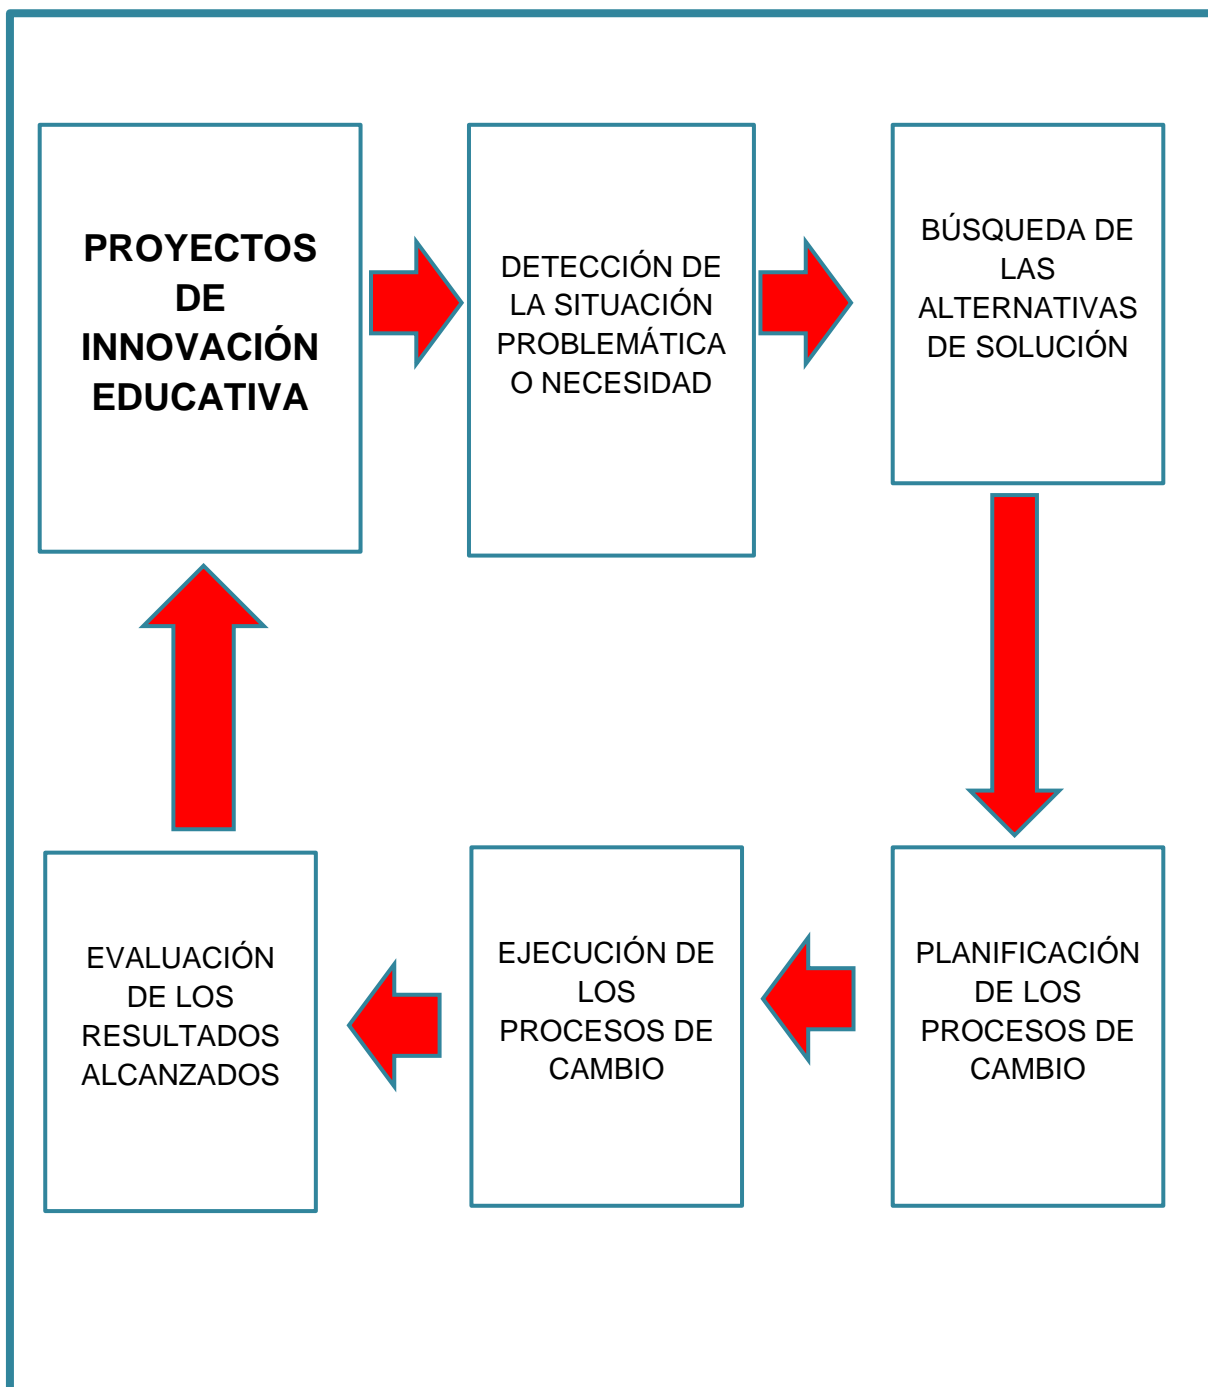 PROYECTOS
DE
INNOVACIÓN
EDUCATIVA
DETECCIÓN DE
LA SITUACIÓN
PROBLEMÁTICA
O NECESIDAD
BÚSQUEDA DE
LAS
ALTERNATIVAS
DE SOLUCIÓN
PLANIFICACIÓN
DE LOS
PROCESOS DE
CAMBIO
EJECUCIÓN DE
LOS
PROCESOS DE
CAMBIO
EVALUACIÓN
DE LOS
RESULTADOS
ALCANZADOS